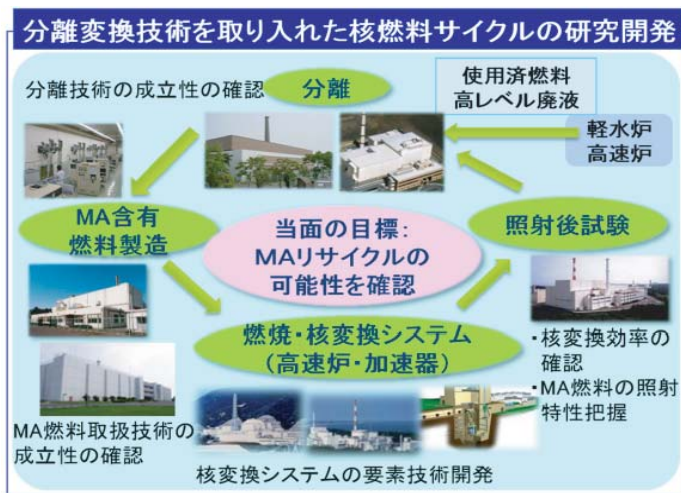 分離変換技術を取り入れた核燃料サイクルの研究開発
分離技術の成立性の確認
分離
使用済燃料
高レベル廃液
軽水炉
高速炉
MA含有
燃料製造
当面の目標：
MAリサイクルの
可能性を確認
照射後試験
燃焼・核変換システム
（高速炉・加速器）
・核変換効率の
確認
・MA燃料の照射
特性把握
MA燃料取扱技術の
成立性の確認
核変換システムの要素技術開発